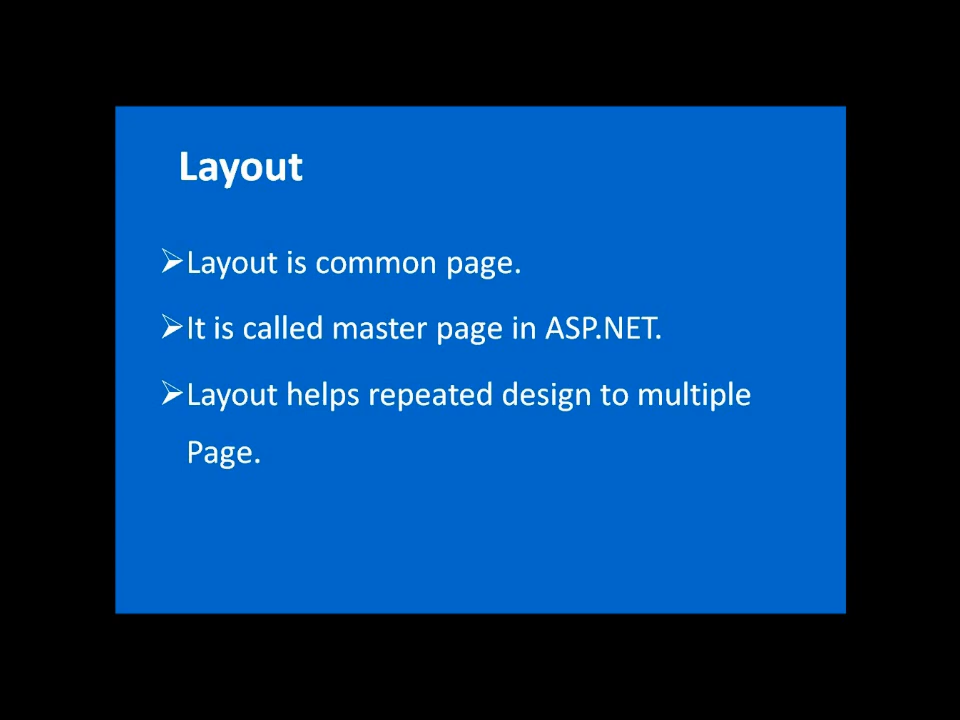 Layout
➢Layout is common page.
➢It is called master page in ASP.NET.
➢Layout helps repeated design to multiple
Page.